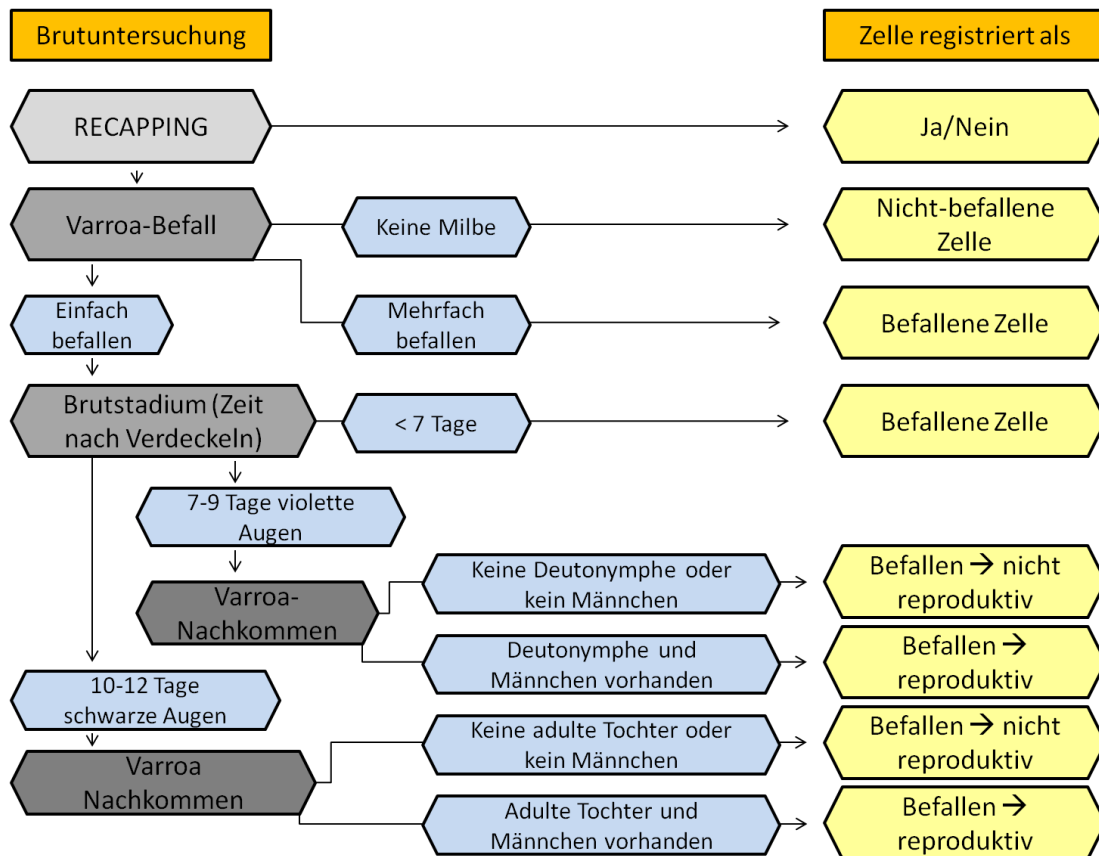 Brutuntersuchung
Zelle registriert als
RECAPPING
Ja/Nein
Varroa-Befall
Keine Milbe
Nicht-befallene
Zelle
Einfach
befallen
Mehrfach
befallen
Befallene Zelle
Brutstadium (Zeit
nach Verdeckeln)
< 7 Tage
Befallene Zelle
7-9 Tage violette
Augen
Varroa-
Nachkommen
Keine Deutonymphe oder
kein Männchen
Befallen → nicht
reproduktiv
Deutonymphe und
Männchen vorhanden
Befallen →
reproduktiv
10-12 Tage
schwarze Augen
Varroa
Nachkommen
Keine adulte Tochter oder
kein Männchen
Befallen → nicht
reproduktiv
Adulte Tochter und
Männchen vorhanden
Befallen →
reproduktiv